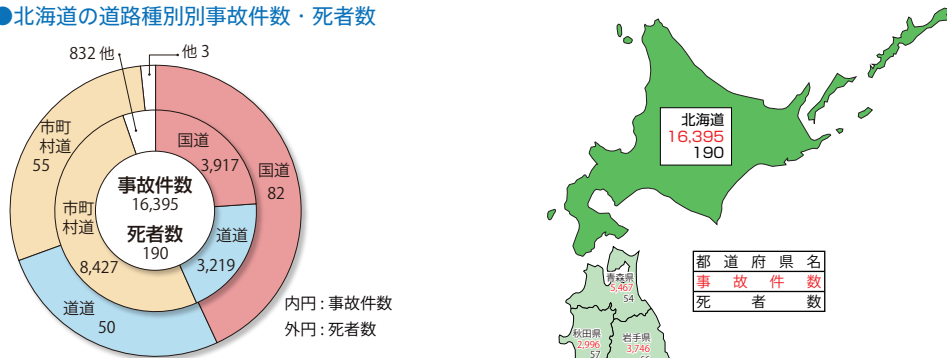 ●北海道の道路種別別事故件数・死者数
832 他
他 3
市町
村道
55
国道
3,917
国道
82
事故件数
16,395
死者数
190
市町
村道
8,427
道道
3,219
道道
50
内円 : 事故件数
外円 : 死者数
北海道
16,395
190
都道府県名
事故件数
死者数
青森県
5,467
54
秋田県
2,996
57
岩手県
3,746